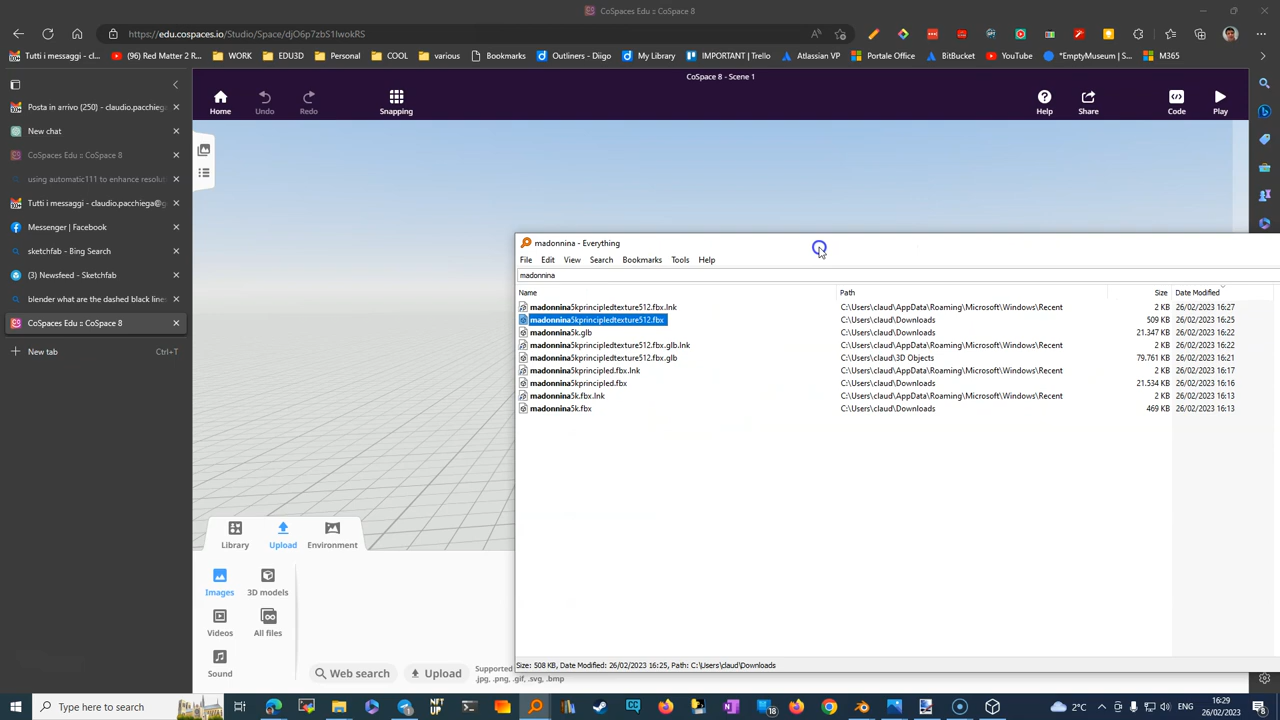 CoSpaces Edu :: CoSpace 8
https://edu.cospaces.io/Studio/Space/djO6p7zbS1IwokRS
Tutti i messaggi - c...
(96) Red Matter 2 - R...
WORK
EDU3D
Personal
COOL
various
Bookmarks
Outliners - Diigo
My Library
IMPORTANT | Trello
Atlassian VP
Portale Office
BitBucket
*EmptyMuseum | S...
YouTube
M365
CoSpace 8 - Scene 1
Home
Undo
Redo
Snapping
Help
Share
Code
Play
Posta in arrivo (250) - claudio.pacchiega
New chat
CoSpaces Edu :: CoSpace 8
using automatic111 to enhance resolut
Tutti i messaggi - claudio.pacchiega@g
Messenger | Facebook
sketchfab - Bing Search
(3) Newsfeed - Sketchfab
blender what are the dashed black lines
CoSpaces Edu :: CoSpace 8
New tab
Ctrl+T
madonnina - Everything
File Edit View Search Bookmarks Tools Help
madonnina
Name Path Size Date Modified
madonnina5kprincipledtexture512.fbx.lnk C:\Users\claud\AppData\Roaming\Microsoft\Windows\Recent 2 KB 26/02/2023 16:27
madonnina5kprincipledtexture512.fbx C:\Users\claud\Downloads 509 KB 26/02/2023 16:25
madonnina5k.glb C:\Users\claud\Downloads 21.347 KB 26/02/2023 16:22
madonnina5kprincipledtexture512.fbx.glb.lnk C:\Users\claud\AppData\Roaming\Microsoft\Windows\Recent 2 KB 26/02/2023 16:22
madonnina5kprincipledtexture512.fbx.glb C:\Users\claud\3D Objects 79.761 KB 26/02/2023 16:21
madonnina5kprincipled.fbx.lnk C:\Users\claud\AppData\Roaming\Microsoft\Windows\Recent 2 KB 26/02/2023 16:17
madonnina5kprincipled.fbx C:\Users\claud\Downloads 21.534 KB 26/02/2023 16:16
madonnina5k.fbx.lnk C:\Users\claud\AppData\Roaming\Microsoft\Windows\Recent 2 KB 26/02/2023 16:13
madonnina5k.fbx C:\Users\claud\Downloads 469 KB 26/02/2023 16:13
Size: 508 KB, Date Modified: 26/02/2023 16:25, Path: C:\Users\claud\Downloads
Library
Upload
Environment
Images
3D models
Videos
All files
Sound
Web search
Upload
Supported
.jpg, .png, .gif, .svg, .bmp
Type here to search
18
2°C
16:29
26/02/2023